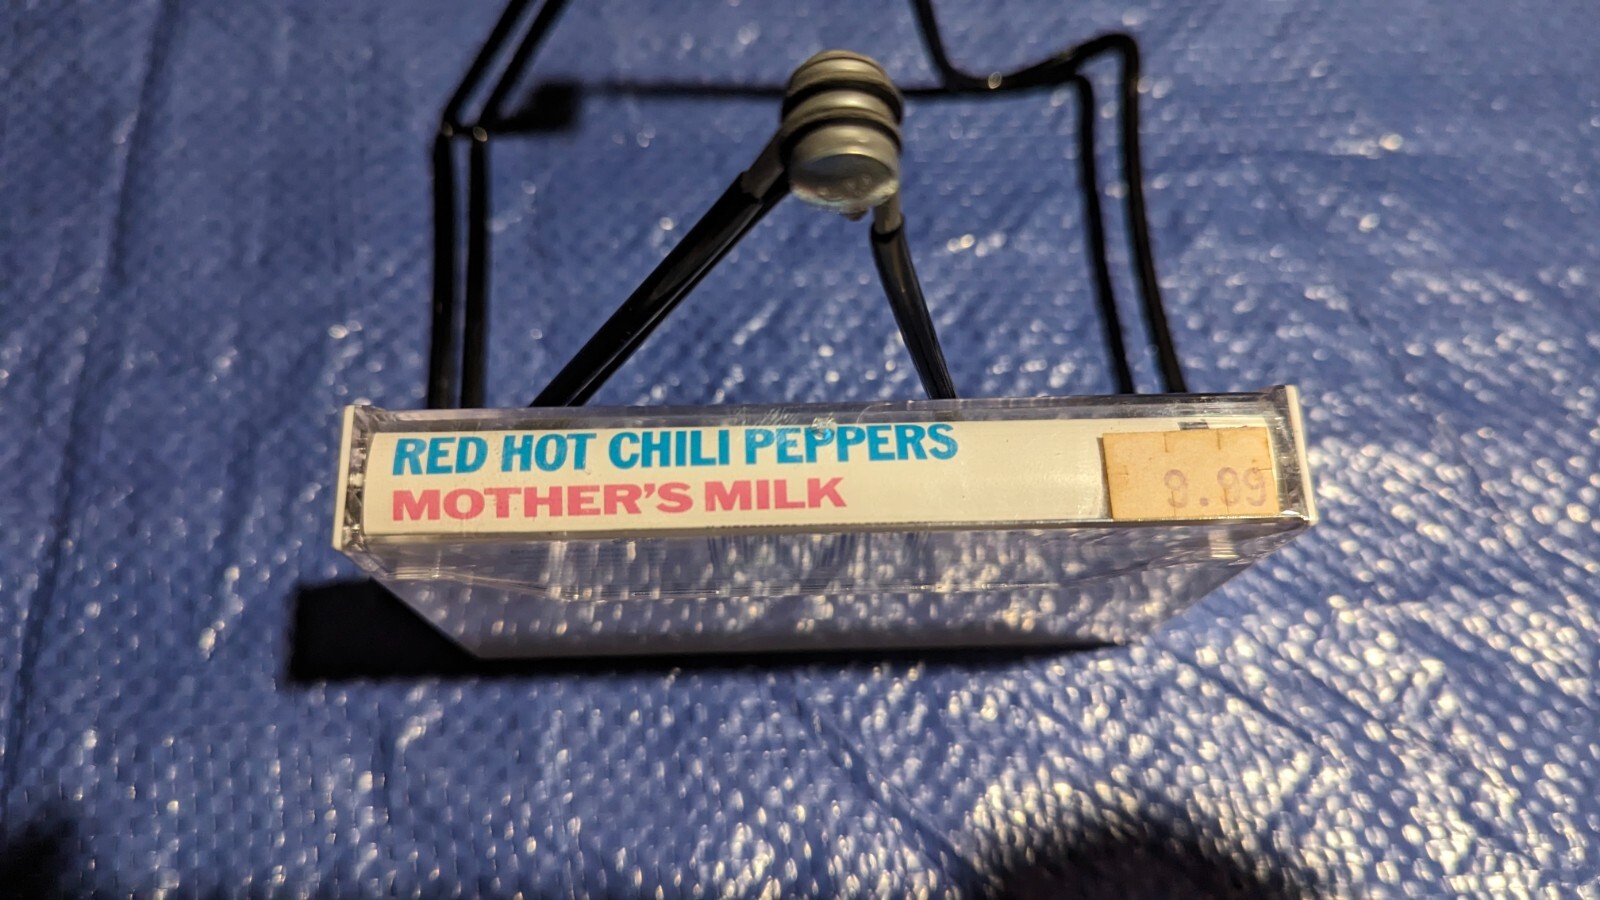 RED HOT CHILI PEPPERS
MOTHER'S MILK